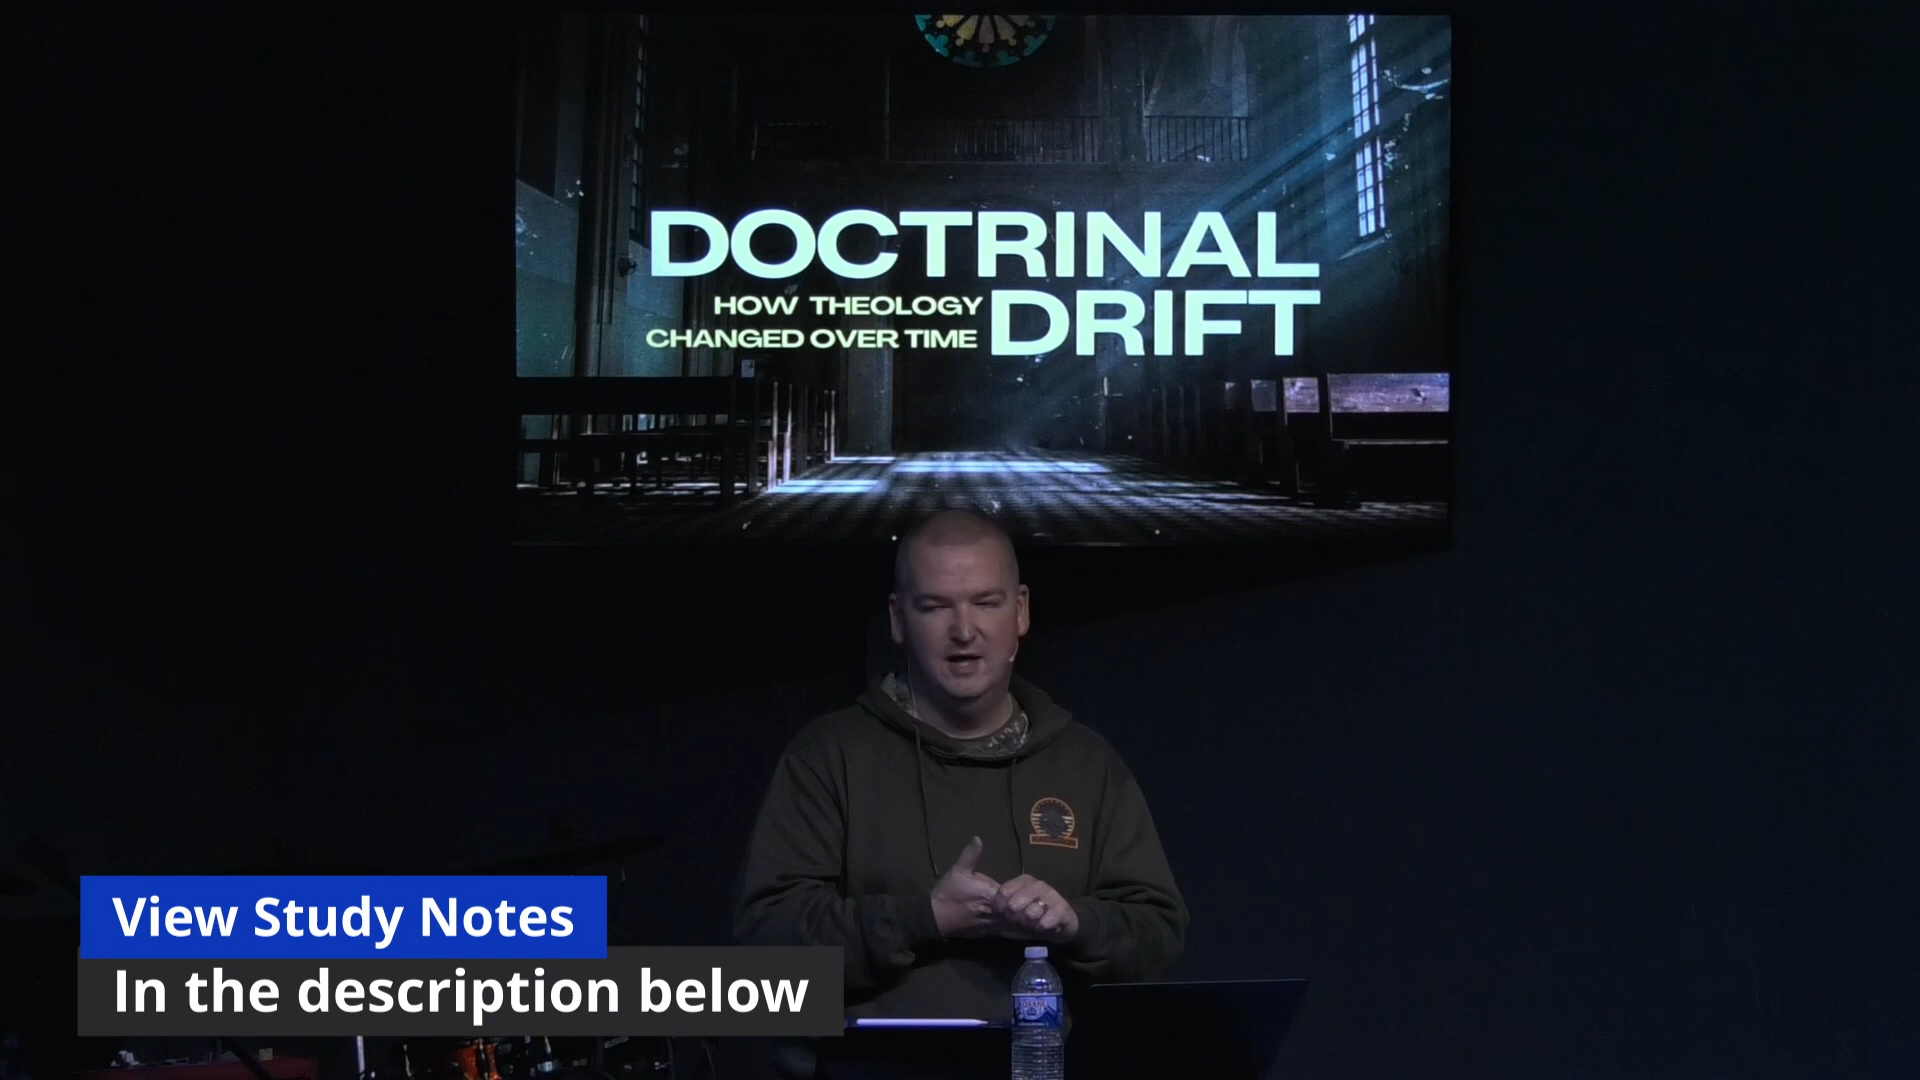 DOCTRINAL
HOW THEOLOGY
CHANGED OVER TIME
DRIFT
View Study Notes
In the description below